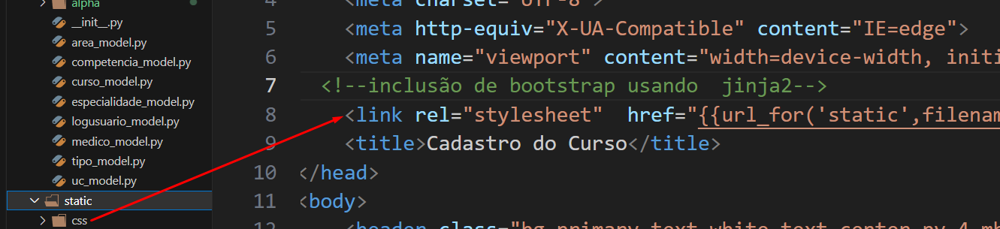 alpha
__init__.py
area_model.py
competencia_model.py
curso_model.py
especialidade_model.py
logusuario_model.py
medico_model.py
tipo_model.py
uc_model.py
static
css
4 <meta charset="UTF-8">
5 <meta http-equiv="X-UA-Compatible" content="IE=edge">
6 <meta name="viewport" content="width=device-width, initi
7 <!--inclusão de bootstrap usando  jinja2-->
8 <link rel="stylesheet"  href="{{url_for('static',filenam
9 <title>Cadastro do Curso</title>
10 </head>
11 <body>
12 <header class="bg-primary text-white text-center py-4 mb